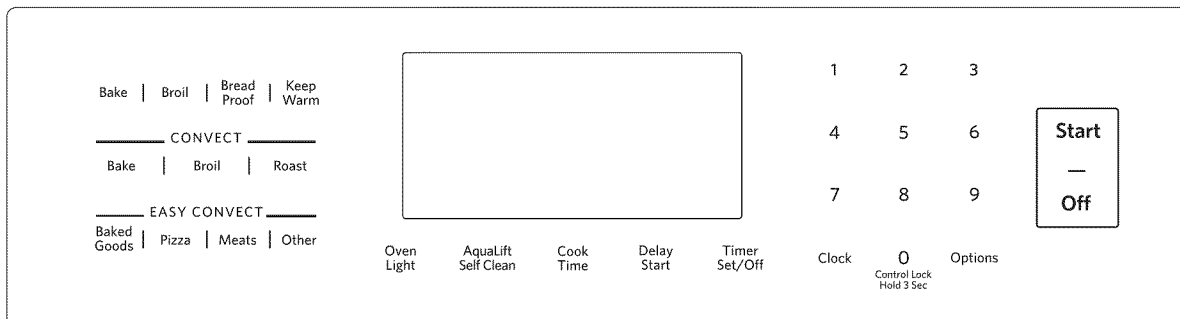 Bake | Broil | Bread Proof | Keep Warm
CONVECT
Bake | Broil | Roast
EASY CONVECT
Baked Goods | Pizza | Meats | Other
Oven Light
AquaLift Self Clean
Cook Time
Delay Start
Timer Set/Off
1 2 3
4 5 6
7 8 9
Clock 0 Options
Control Lock
Hold 3 Sec
Start
—
Off